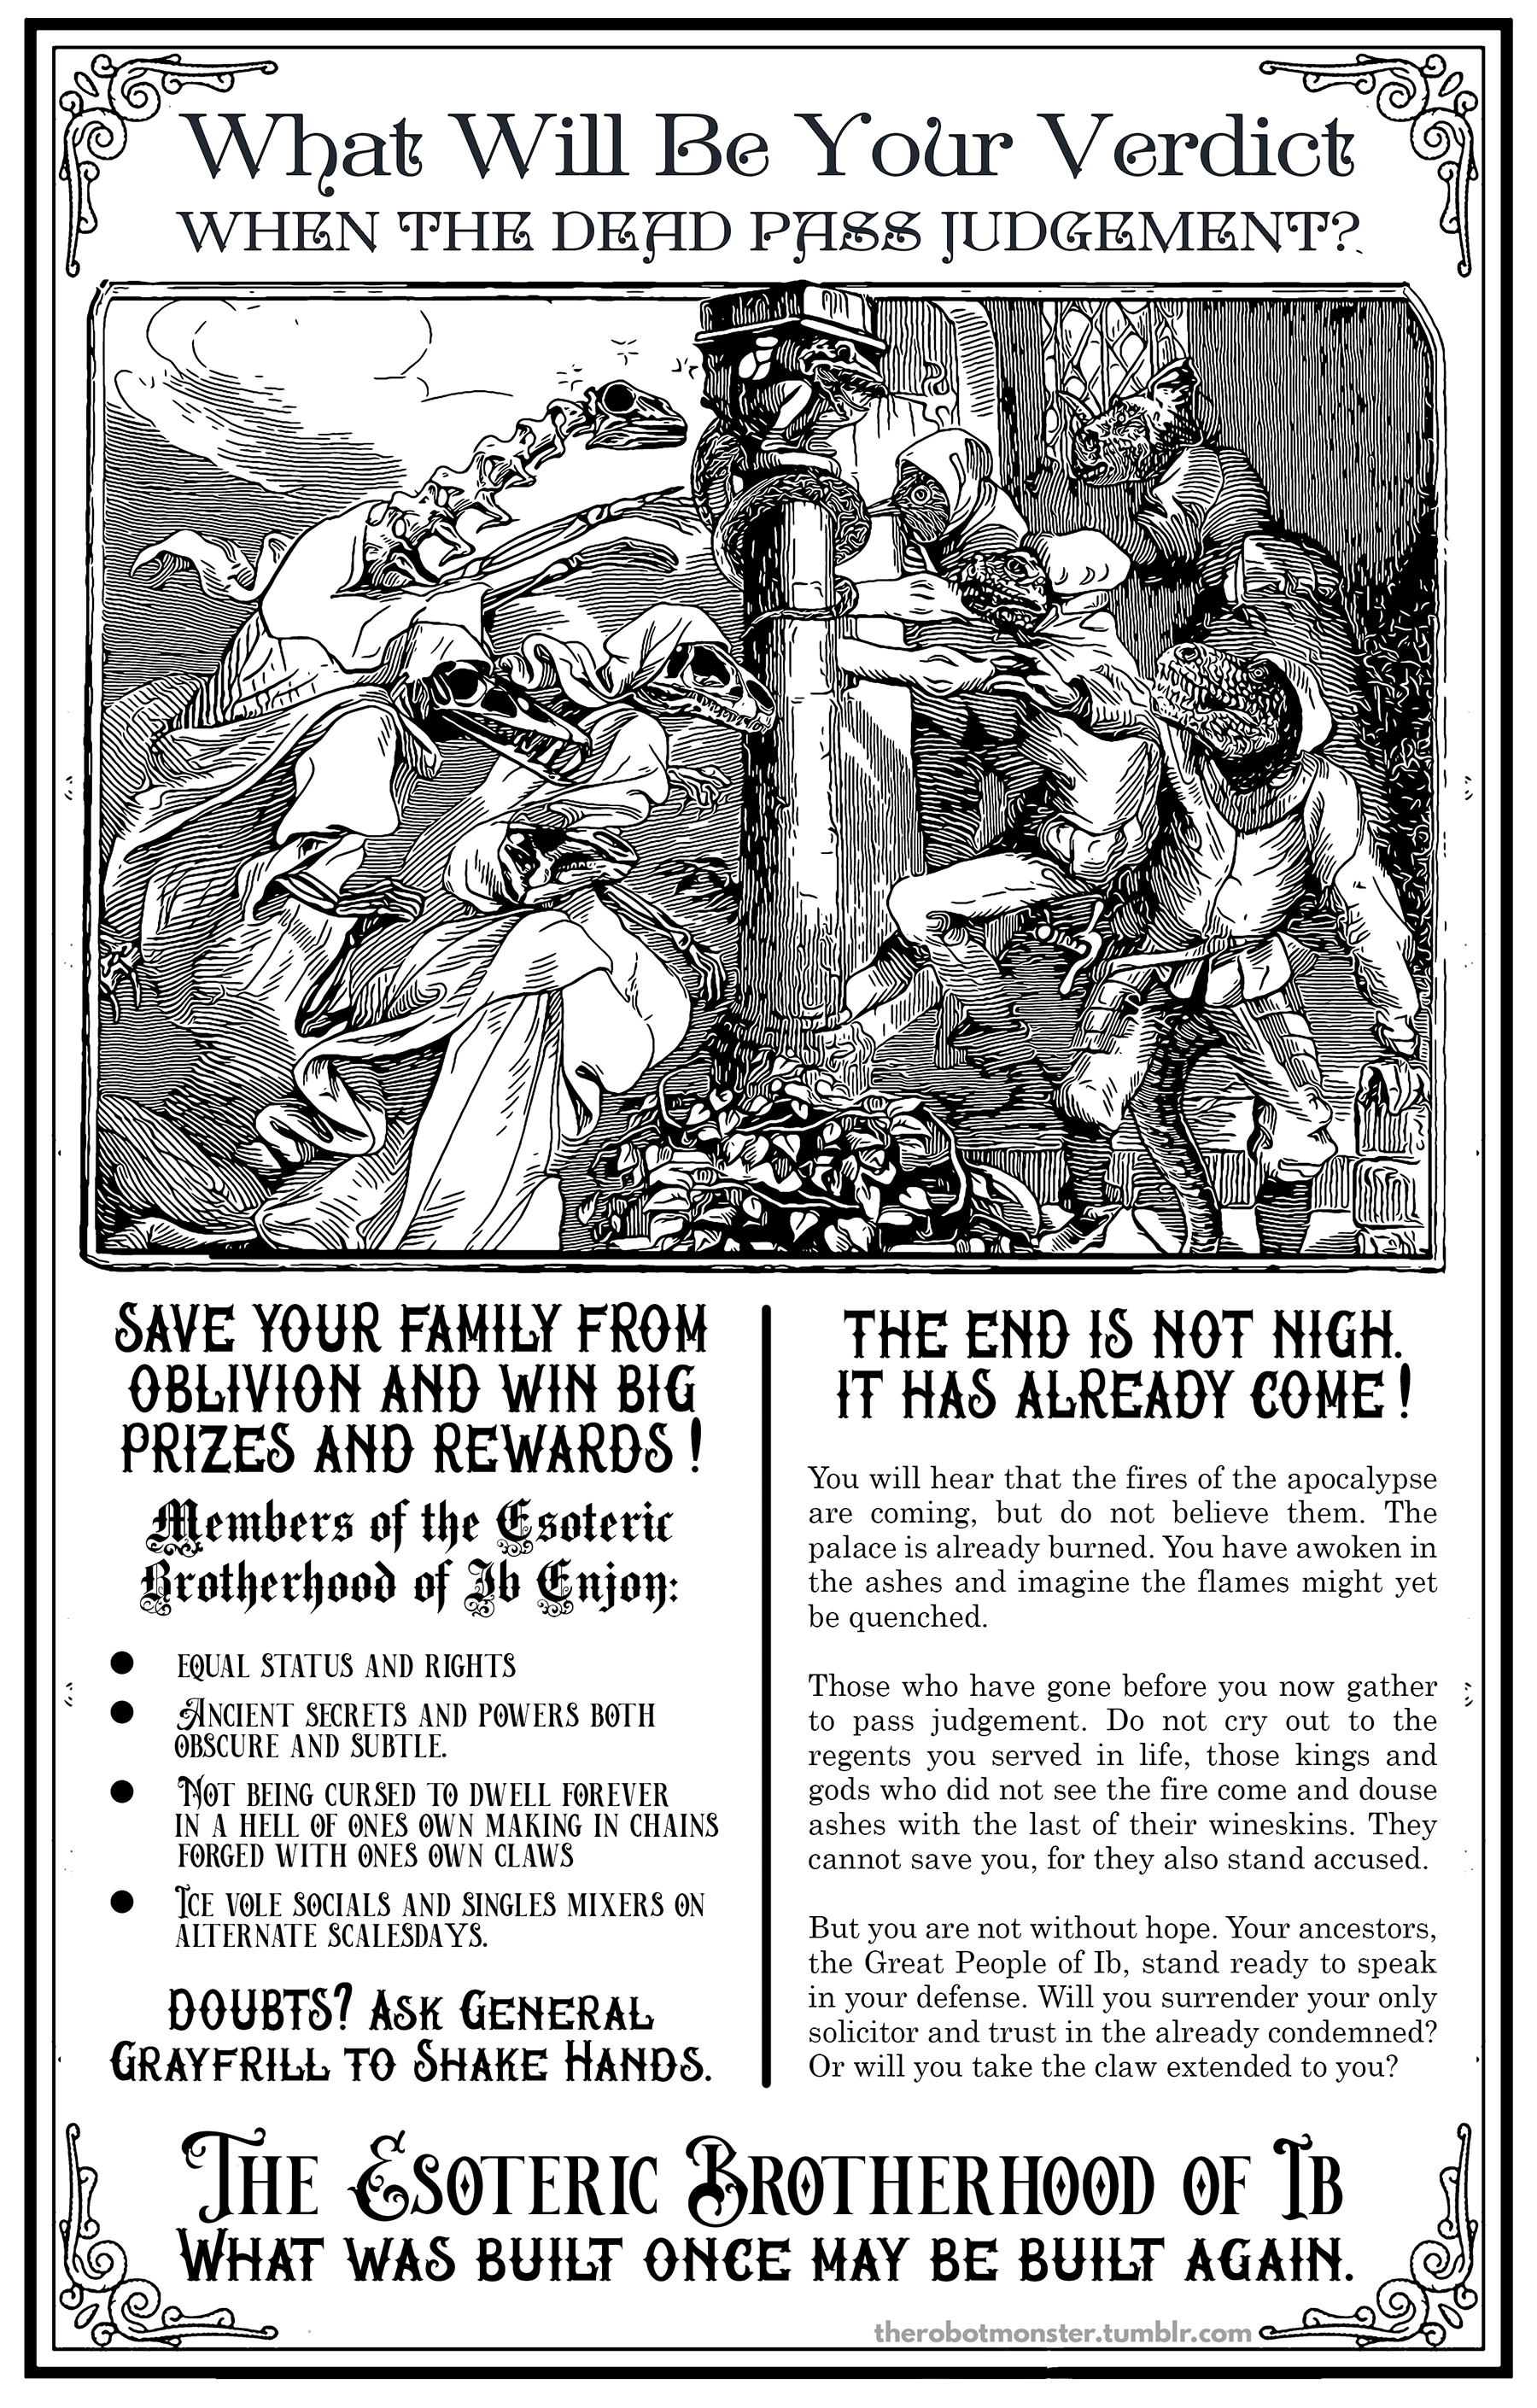 What Will Be Your Verdict
WHEN THE DEAD PASS JUDGEMENT?
SAVE YOUR FAMILY FROM
OBLIVION AND WIN BIG
PRIZES AND REWARDS!
Members of the Esoteric
Brotherhood of Ib Enjoy:
EQUAL STATUS AND RIGHTS
ANCIENT SECRETS AND POWERS BOTH
OBSCURE AND SUBTLE.
NOT BEING CURSED TO DWELL FOREVER
IN A HELL OF ONES OWN MAKING IN CHAINS
FORGED WITH ONES OWN CLAWS
ICE VOLE SOCIALS AND SINGLES MIXERS ON
ALTERNATE SCALESDAYS.
DOUBTS? ASK GENERAL
GRAYFRILL TO SHAKE HANDS.
THE END IS NOT NIGH.
IT HAS ALREADY COME!
You will hear that the fires of the apocalypse
are coming, but do not believe them. The
palace is already burned. You have awoken in
the ashes and imagine the flames might yet
be quenched.
Those who have gone before you now gather
to pass judgement. Do not cry out to the
regents you served in life, those kings and
gods who did not see the fire come and douse
ashes with the last of their wineskins. They
cannot save you, for they also stand accused.
But you are not without hope. Your ancestors,
the Great People of Ib, stand ready to speak
in your defense. Will you surrender your only
solicitor and trust in the already condemned?
Or will you take the claw extended to you?
THE ESOTERIC BROTHERHOOD OF IB
WHAT WAS BUILT ONCE MAY BE BUILT AGAIN.
therobotmonster.tumblr.com